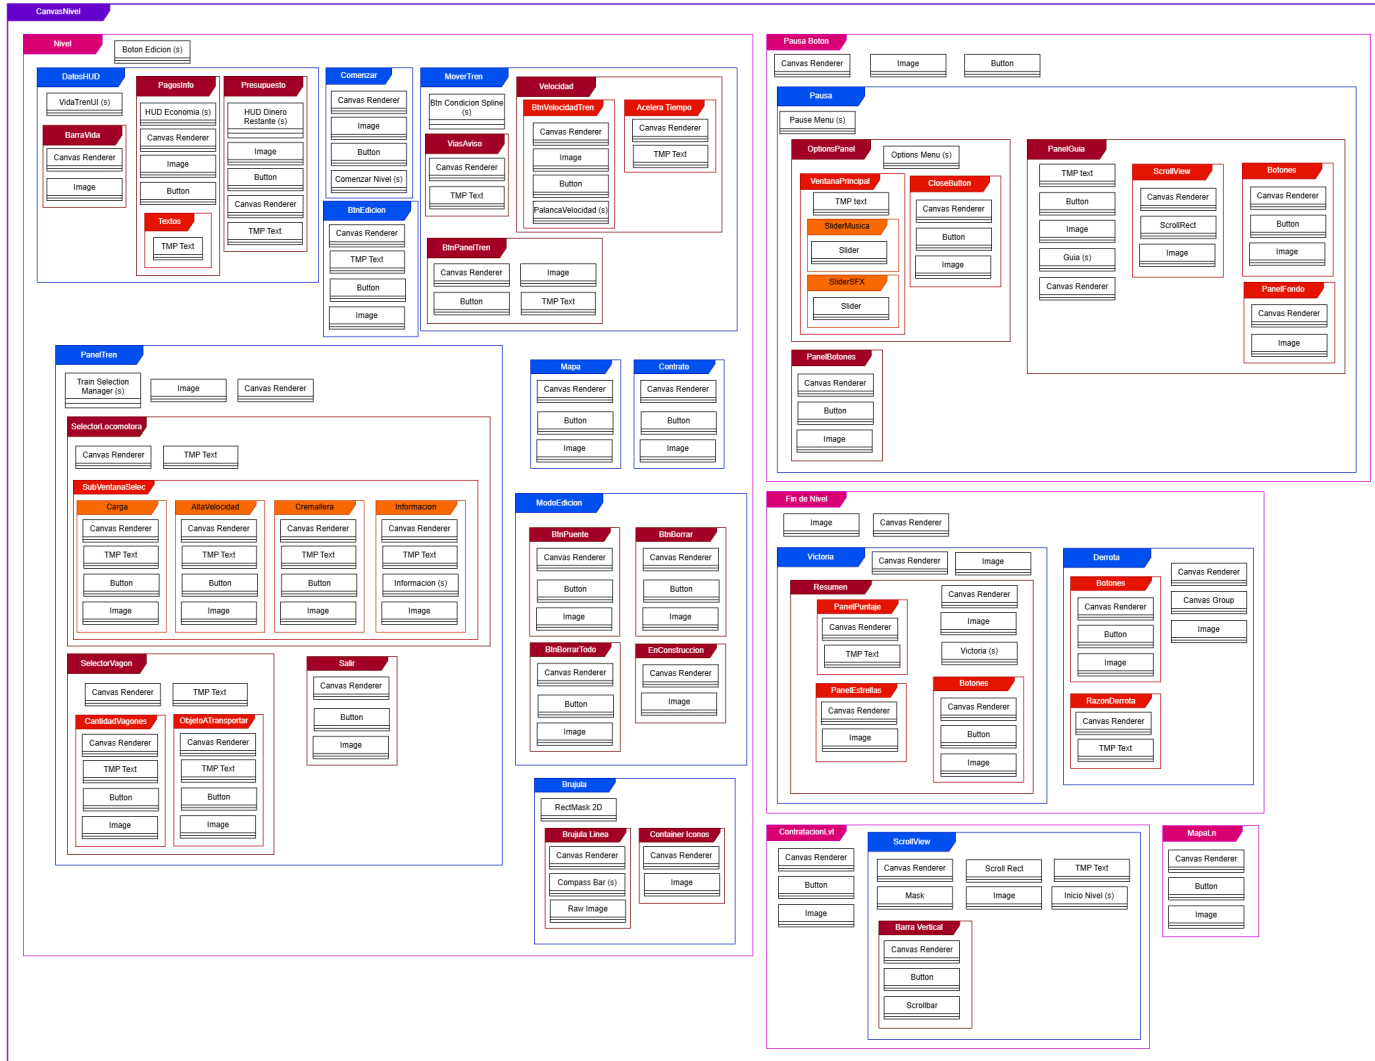 CanvasNivel
Nivel
Boton Edicion (s)
DatosHUD
VidaTrenUI (s)
BarraVida
Canvas Renderer
Image
PagosInfo
HUD Economia (s)
Canvas Renderer
Image
Button
Textos
TMP Text
Presupuesto
HUD Dinero
Restante (s)
Image
Button
Canvas Renderer
TMP Text
Comenzar
Canvas Renderer
Image
Button
Comenzar Nivel (s)
BtnEdicion
Canvas Renderer
TMP Text
Button
Image
MoverTren
Btn Condicion Spline
(s)
ViasAviso
Canvas Renderer
TMP Text
Velocidad
BtnVelocidadTren
Canvas Renderer
Image
Button
PalancaVelocidad (s)
Acelera Tiempo
Canvas Renderer
TMP Text
BtnPanelTren
Canvas Renderer
Image
Button
TMP Text
PanelTren
Train Selection
Manager (s)
Image
Canvas Renderer
SelectorLocomotora
Canvas Renderer
TMP Text
SubVentanaSelec
Carga
Canvas Renderer
TMP Text
Button
Image
AltaVelocidad
Canvas Renderer
TMP Text
Button
Image
Cremallera
Canvas Renderer
TMP Text
Button
Image
Informacion
Canvas Renderer
TMP Text
Informacion (s)
Image
SelectorVagon
Canvas Renderer
TMP Text
CantidadVagones
Canvas Renderer
TMP Text
Button
Image
ObjetoATransportar
Canvas Renderer
TMP Text
Button
Image
Salir
Canvas Renderer
Button
Image
Mapa
Canvas Renderer
Button
Image
Contrato
Canvas Renderer
Button
Image
ModoEdicion
BtnPuente
Canvas Renderer
Button
Image
BtnBorrar
Canvas Renderer
Button
Image
BtnBorrarTodo
Canvas Renderer
Button
Image
EnConstruccion
Canvas Renderer
Image
Brujula
RectMask 2D
Brujula Linea
Canvas Renderer
Compass Bar (s)
Raw Image
Container Iconos
Canvas Renderer
Image
Pausa Boton
Canvas Renderer
Image
Button
Pausa
Pause Menu (s)
OptionsPanel
Options Menu (s)
VentanaPrincipal
TMP text
SliderMusica
Slider
SliderSFX
Slider
CloseButton
Canvas Renderer
Button
Image
PanelGuia
TMP text
Button
Image
Guia (s)
Canvas Renderer
ScrollView
Canvas Renderer
ScrollRect
Image
Botones
Canvas Renderer
Button
Image
PanelFondo
Canvas Renderer
Image
PanelBotones
Canvas Renderer
Button
Image
Fin de Nivel
Image
Canvas Renderer
Victoria
Canvas Renderer
Image
Resumen
PanelPuntaje
Canvas Renderer
TMP Text
Canvas Renderer
Image
Victoria (s)
PanelEstrellas
Canvas Renderer
Image
Botones
Canvas Renderer
Button
Image
Derrota
Botones
Canvas Renderer
Button
Image
Canvas Renderer
Canvas Group
Image
RazonDerrota
Canvas Renderer
TMP Text
ContratacionLvl
Canvas Renderer
Button
Image
ScrollView
Canvas Renderer
Scroll Rect
TMP Text
Mask
Image
Inicio Nivel (s)
Barra Vertical
Canvas Renderer
Button
Scrollbar
MapaLn
Canvas Renderer
Button
Image